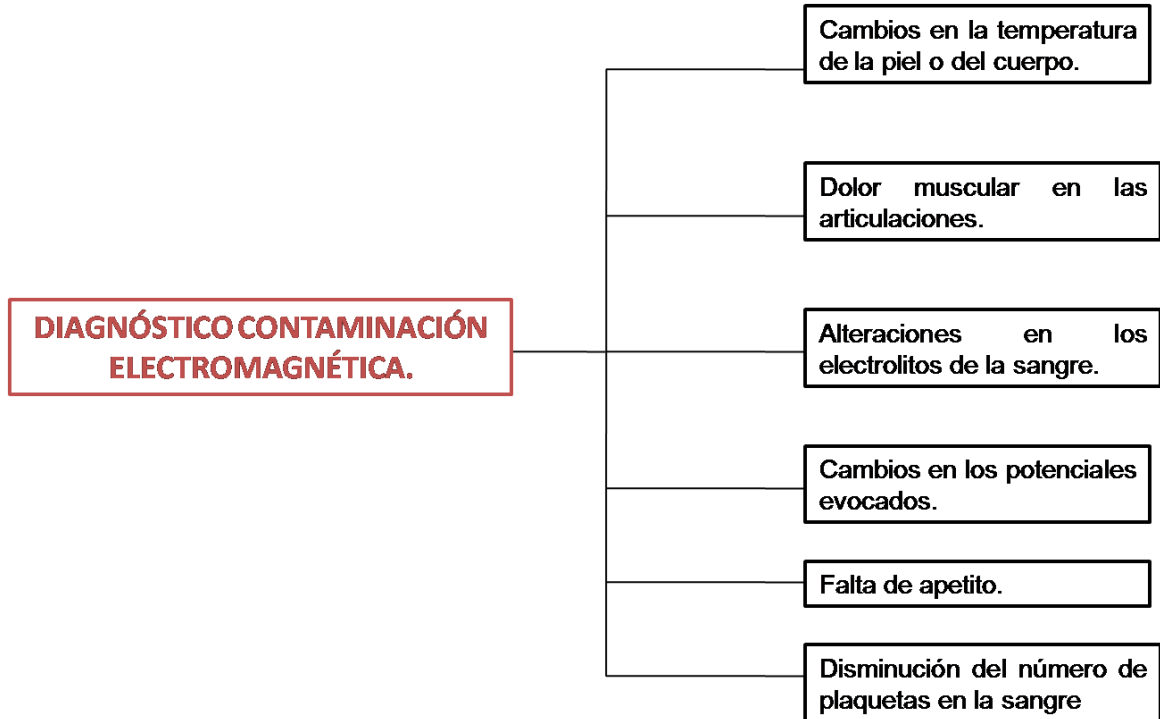 Cambios en la temperatura
de la piel o del cuerpo.
Dolor muscular en las
articulaciones.
DIAGNÓSTICO CONTAMINACIÓN
ELECTROMAGNÉTICA.
Alteraciones en los
electrolitos de la sangre.
Cambios en los potenciales
evocados.
Falta de apetito.
Disminución del número de
plaquetas en la sangre